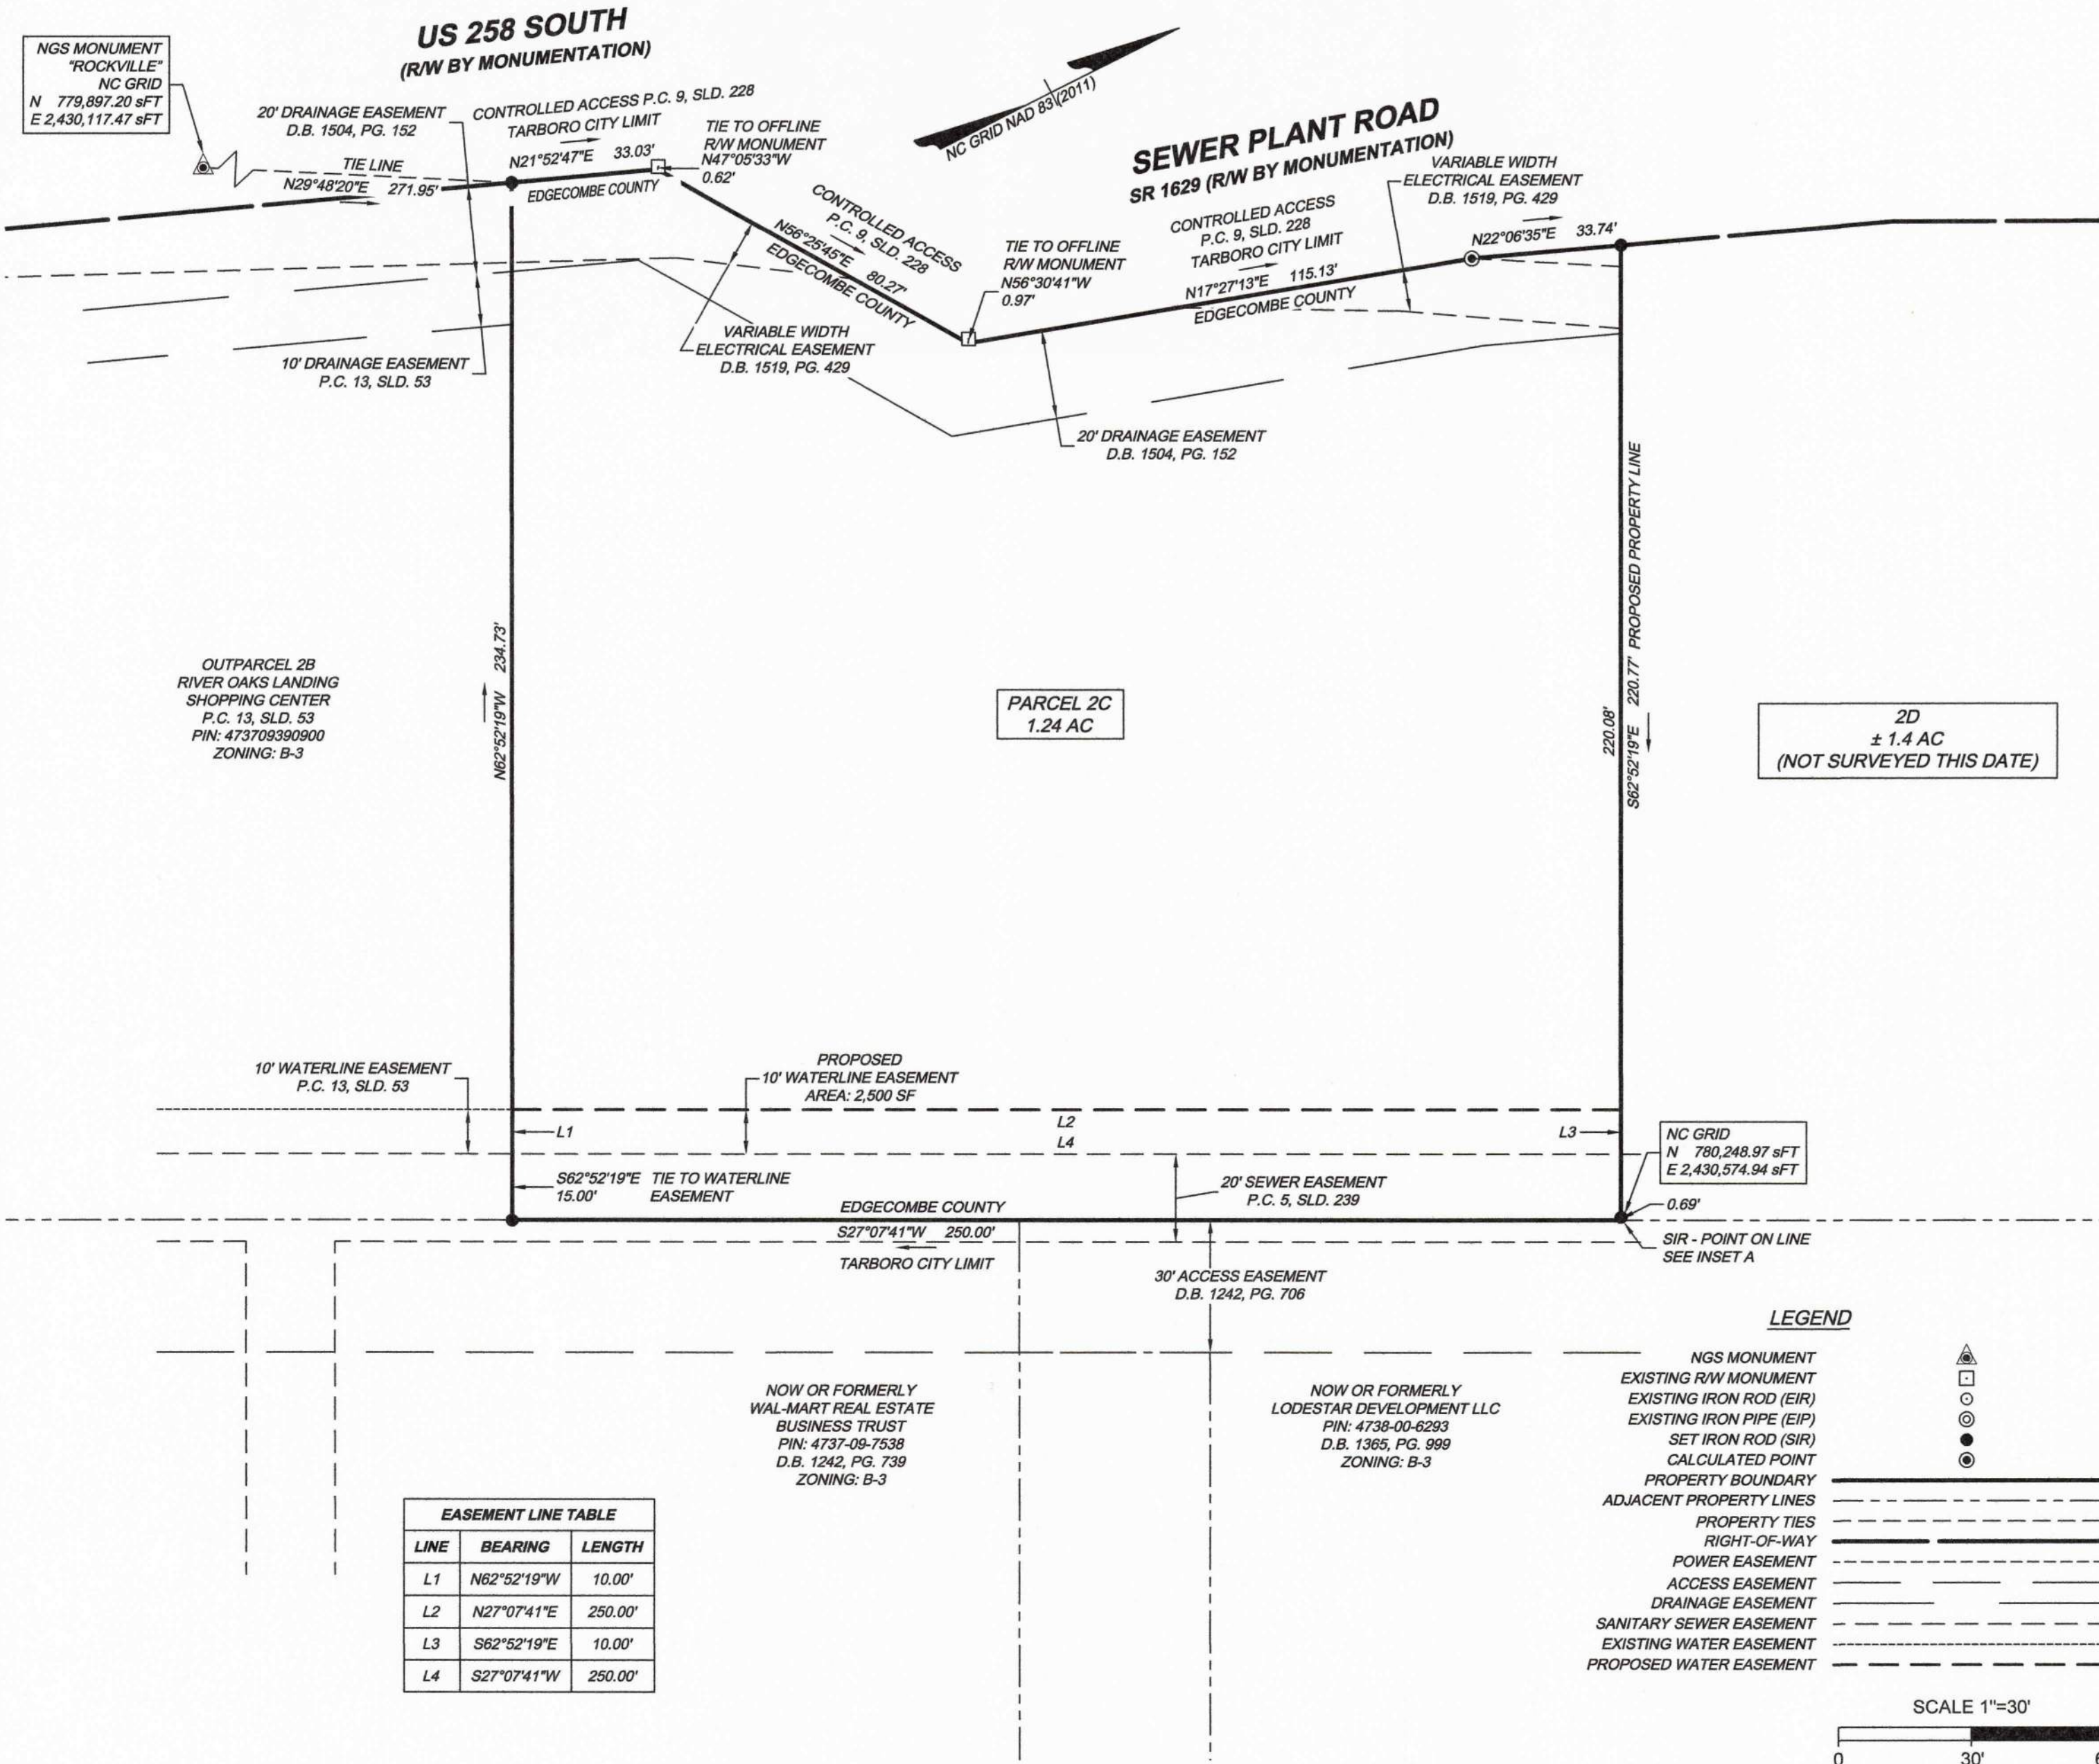 US 258 SOUTH
(R/W BY MONUMENTATION)
NGS MONUMENT
"ROCKVILLE"
NC GRID
N 779,897.20 sFT
E 2,430,117.47 sFT
20' DRAINAGE EASEMENT
D.B. 1504, PG. 152
CONTROLLED ACCESS P.C. 9, SLD. 228
TARBORO CITY LIMIT
N21°52'47"E 33.03'
EDGECOMBE COUNTY
TIE LINE
N29°48'20"E 271.95'
TIE TO OFFLINE
R/W MONUMENT
N47°05'33"W
0.62'
NC GRID NAD 83 (2011)
CONTROLLED ACCESS
P.C. 9, SLD. 228
N56°25'45"E 80.27'
EDGECOMBE COUNTY
SEWER PLANT ROAD
SR 1629 (R/W BY MONUMENTATION)
TIE TO OFFLINE
R/W MONUMENT
N56°30'41"W
0.97'
CONTROLLED ACCESS
P.C. 9, SLD. 228
TARBORO CITY LIMIT
N17°27'13"E 115.13'
EDGECOMBE COUNTY
VARIABLE WIDTH
ELECTRICAL EASEMENT
D.B. 1519, PG. 429
N22°06'35"E 33.74'
10' DRAINAGE EASEMENT
P.C. 13, SLD. 53
VARIABLE WIDTH
ELECTRICAL EASEMENT
D.B. 1519, PG. 429
20' DRAINAGE EASEMENT
D.B. 1504, PG. 152
OUTPARCEL 2B
RIVER OAKS LANDING
SHOPPING CENTER
P.C. 13, SLD. 53
PIN: 473709390900
ZONING: B-3
N62°52'19"W 234.73'
PARCEL 2C
1.24 AC
220.08'
S62°52'19"E 220.77' PROPOSED PROPERTY LINE
2D
± 1.4 AC
(NOT SURVEYED THIS DATE)
10' WATERLINE EASEMENT
P.C. 13, SLD. 53
PROPOSED
10' WATERLINE EASEMENT
AREA: 2,500 SF
L1
L2
L4
L3
NC GRID
N 780,248.97 sFT
E 2,430,574.94 sFT
S62°52'19"E TIE TO WATERLINE
15.00' EASEMENT
20' SEWER EASEMENT
P.C. 5, SLD. 239
0.69'
EDGECOMBE COUNTY
S27°07'41"W 250.00'
TARBORO CITY LIMIT
SIR - POINT ON LINE
SEE INSET A
30' ACCESS EASEMENT
D.B. 1242, PG. 706
NOW OR FORMERLY
WAL-MART REAL ESTATE
BUSINESS TRUST
PIN: 4737-09-7538
D.B. 1242, PG. 739
ZONING: B-3
NOW OR FORMERLY
LODESTAR DEVELOPMENT LLC
PIN: 4738-00-6293
D.B. 1365, PG. 999
ZONING: B-3
EASEMENT LINE TABLE
LINE BEARING LENGTH
L1 N62°52'19"W 10.00'
L2 N27°07'41"E 250.00'
L3 S62°52'19"E 10.00'
L4 S27°07'41"W 250.00'
LEGEND
NGS MONUMENT
EXISTING R/W MONUMENT
EXISTING IRON ROD (EIR)
EXISTING IRON PIPE (EIP)
SET IRON ROD (SIR)
CALCULATED POINT
PROPERTY BOUNDARY
ADJACENT PROPERTY LINES
PROPERTY TIES
RIGHT-OF-WAY
POWER EASEMENT
ACCESS EASEMENT
DRAINAGE EASEMENT
SANITARY SEWER EASEMENT
EXISTING WATER EASEMENT
PROPOSED WATER EASEMENT
SCALE 1"=30'
0 30'